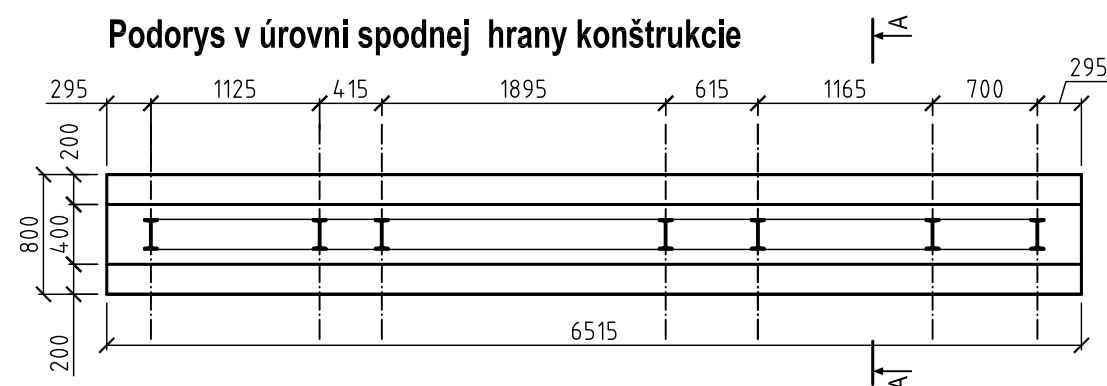 Podorys v úrovni spodnej hrany konštrukcie
A
295 1125 415 1895 615 1165 700 295
200
800 400
200
6515
A